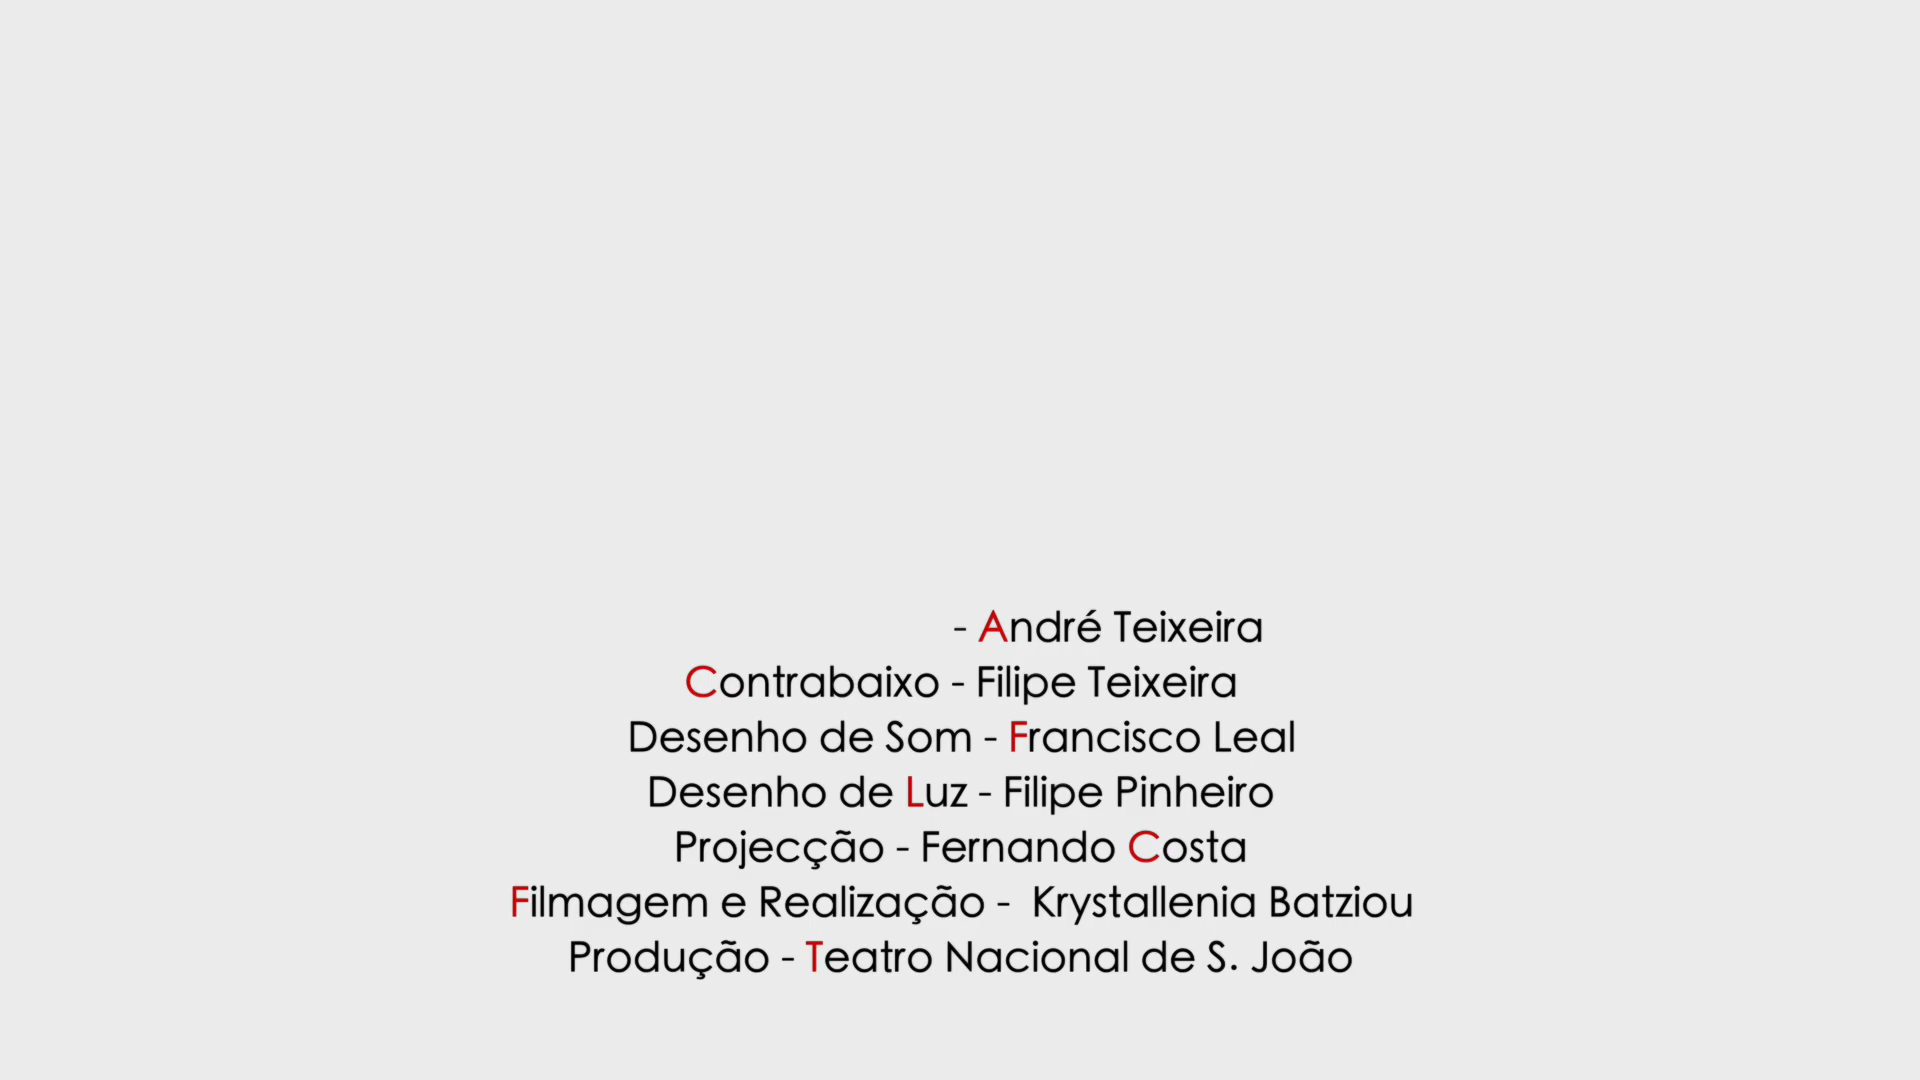 - André Teixeira
Contrabaixo - Filipe Teixeira
Desenho de Som - Francisco Leal
Desenho de Luz - Filipe Pinheiro
Projecção - Fernando Costa
Filmagem e Realização -  Krystallenia Batziou
Produção - Teatro Nacional de S. João